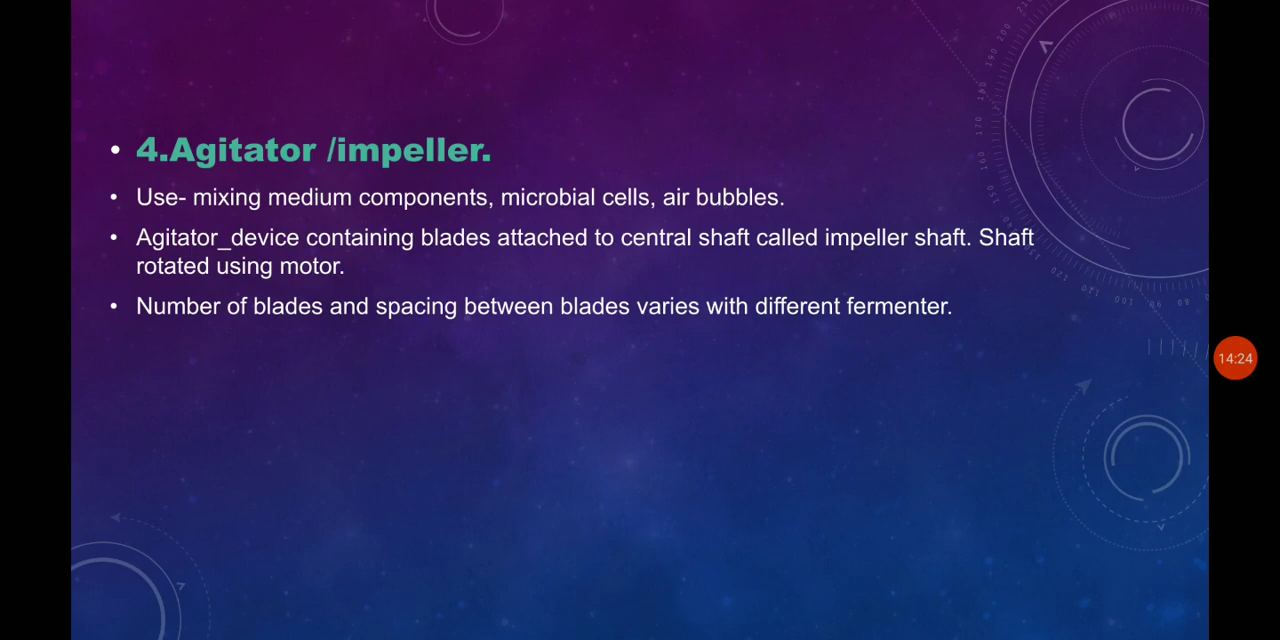 • 4.Agitator /impeller.
• Use- mixing medium components, microbial cells, air bubbles.
• Agitator_device containing blades attached to central shaft called impeller shaft. Shaft
rotated using motor.
• Number of blades and spacing between blades varies with different fermenter.
14:24